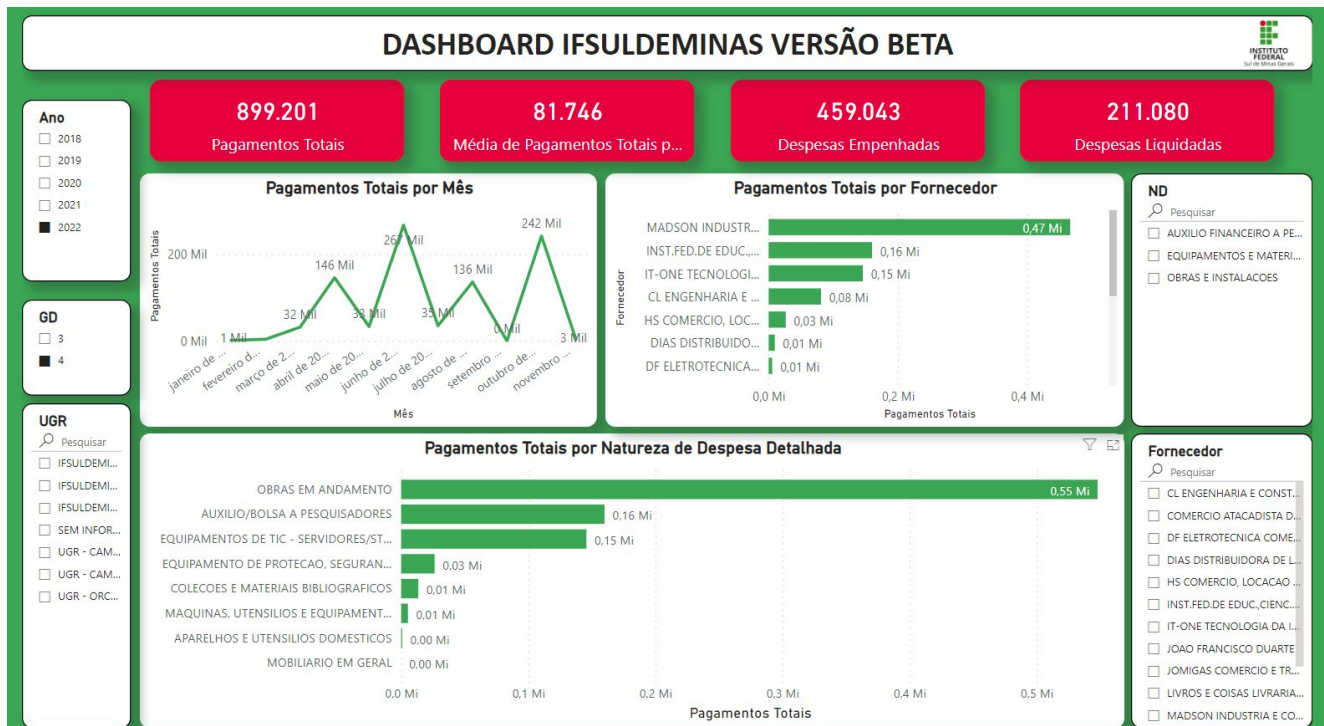 DASHBOARD IFSULDEMINAS VERSÃO BETA
INSTITUTO
FEDERAL
Sul de Minas Gerais
899.201
Pagamentos Totais
81.746
Média de Pagamentos Totais p...
459.043
Despesas Empenhadas
211.080
Despesas Liquidadas
Ano
2018
2019
2020
2021
2022
GD
3
4
UGR
Pesquisar
IFSULDEMI...
IFSULDEMI...
IFSULDEMI...
SEM INFOR...
UGR - CAM...
UGR - CAM...
UGR - ORC...
Pagamentos Totais por Mês
Pagamentos Totais
200 Mil
0 Mil
1 Mil
32 Mil
146 Mil
33 Mil
267 Mil
35 Mil
136 Mil
0 Mil
242 Mil
3 Mil
janeiro de ...
fevereiro d...
março de 2...
abril de 20...
maio de 20...
junho de 2...
julho de 20...
agosto de ...
setembro ...
outubro de...
novembro ...
Mês
Pagamentos Totais por Fornecedor
Fornecedor
MADSON INDUSTR... 0,47 Mi
INST.FED.DE EDUC.,... 0,16 Mi
IT-ONE TECNOLOGI... 0,15 Mi
CL ENGENHARIA E ... 0,08 Mi
HS COMERCIO, LOC... 0,03 Mi
DIAS DISTRIBUIDO... 0,01 Mi
DF ELETROTECNICA... 0,01 Mi
0,0 Mi 0,2 Mi 0,4 Mi
Pagamentos Totais
ND
Pesquisar
AUXILIO FINANCEIRO A PE...
EQUIPAMENTOS E MATERI...
OBRAS E INSTALACOES
Pagamentos Totais por Natureza de Despesa Detalhada
OBRAS EM ANDAMENTO 0,55 Mi
AUXILIO/BOLSA A PESQUISADORES 0,16 Mi
EQUIPAMENTOS DE TIC - SERVIDORES/ST... 0,15 Mi
EQUIPAMENTO DE PROTECAO, SEGURAN... 0,03 Mi
COLECOES E MATERIAIS BIBLIOGRAFICOS 0,01 Mi
MAQUINAS, UTENSILIOS E EQUIPAMENT... 0,01 Mi
APARELHOS E UTENSILIOS DOMESTICOS 0,00 Mi
MOBILIARIO EM GERAL 0,00 Mi
0,0 Mi 0,1 Mi 0,2 Mi 0,3 Mi 0,4 Mi 0,5 Mi
Pagamentos Totais
Fornecedor
Pesquisar
CL ENGENHARIA E CONST...
COMERCIO ATACADISTA D...
DF ELETROTECNICA COME...
DIAS DISTRIBUIDORA DE L...
HS COMERCIO, LOCACAO ...
INST.FED.DE EDUC.,CIENC....
IT-ONE TECNOLOGIA DA I...
JOAO FRANCISCO DUARTE
JOMIGAS COMERCIO E TR...
LIVROS E COISAS LIVRARIA...
MADSON INDUSTRIA E CO...